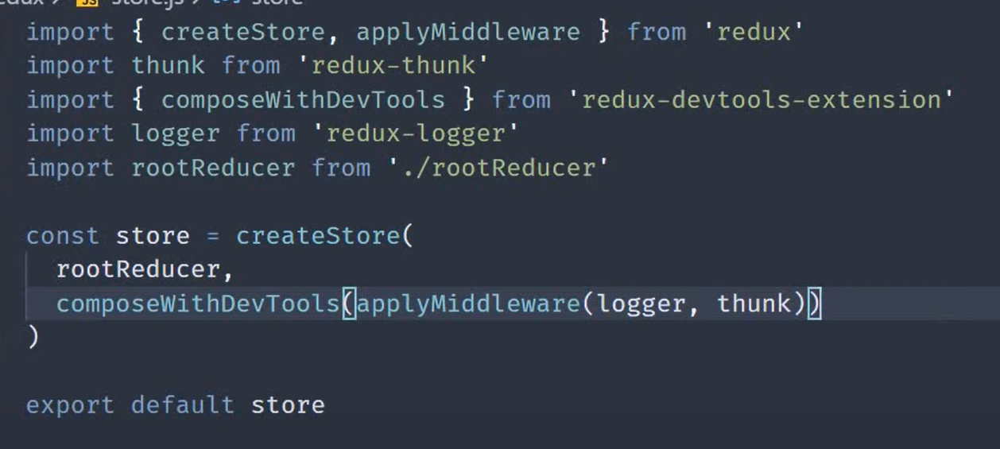 store.js
store
import { createStore, applyMiddleware } from 'redux'
import thunk from 'redux-thunk'
import { composeWithDevTools } from 'redux-devtools-extension'
import logger from 'redux-logger'
import rootReducer from './rootReducer'
const store = createStore(
rootReducer,
composeWithDevTools(applyMiddleware(logger, thunk))
)
export default store